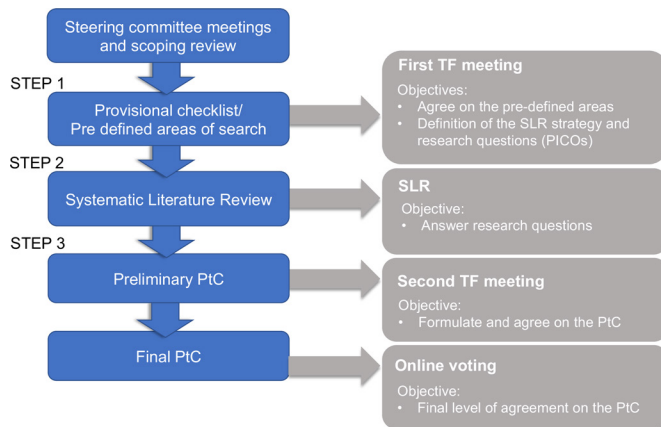 Steering committee meetings
and scoping review
STEP 1
Provisional checklist/
Pre defined areas of search
First TF meeting
Objectives:
• Agree on the pre-defined areas
• Definition of the SLR strategy and
research questions (PICOs)
STEP 2
Systematic Literature Review
SLR
Objective:
• Answer research questions
STEP 3
Preliminary PtC
Second TF meeting
Objective:
• Formulate and agree on the PtC
Final PtC
Online voting
Objective:
• Final level of agreement on the PtC